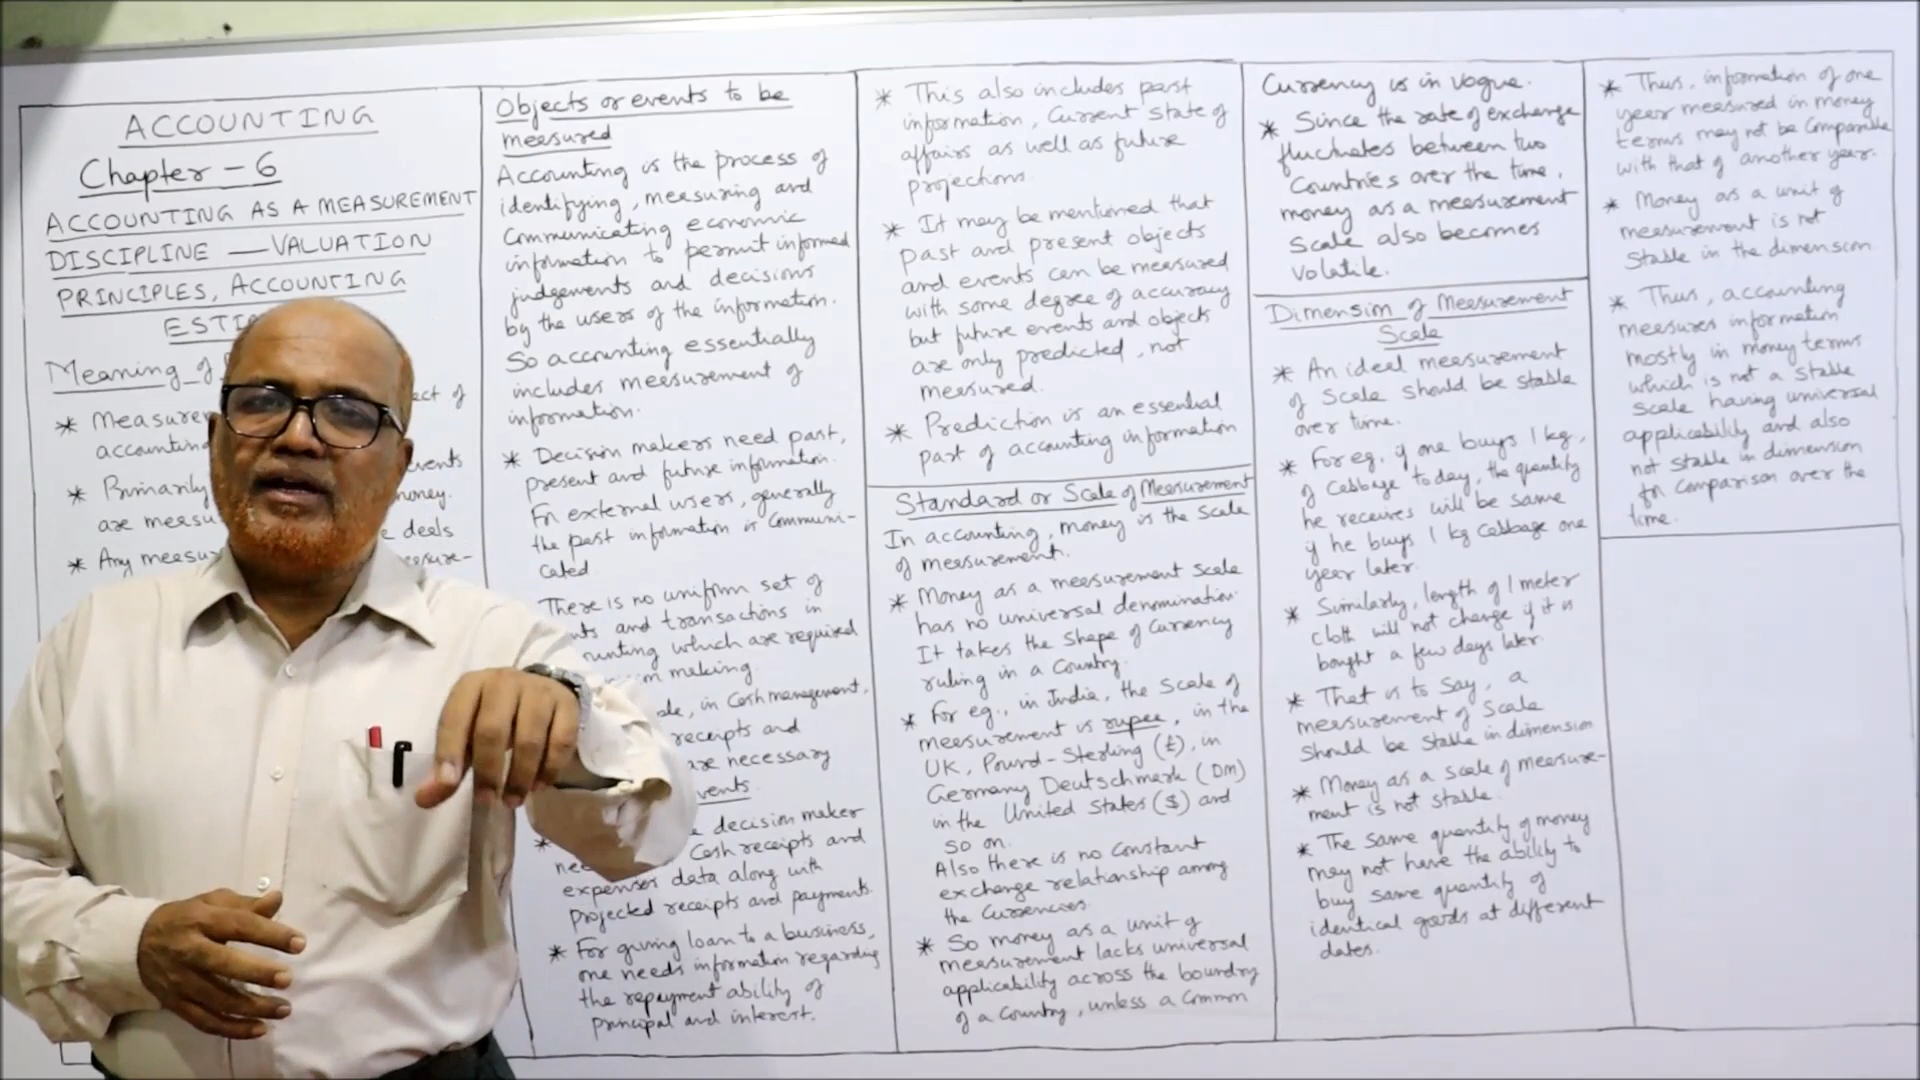 ACCOUNTING
Chapter - 6
ACCOUNTING AS A MEASUREMENT
DISCIPLINE — VALUATION
PRINCIPLES, ACCOUNTING
Meaning of
ect of
accounting
events
* Primarily
money.
are
deals
* Any
Objects or events to be
measured
Accounting is the process of
identifying, measuring and
Communicating economic
information to permit informed
judgements and decisions
by the users of the information.
So accounting essentially
includes measurement of
information.
* Decision makers need past,
present and future information.
For external users, generally
the past information is Communi-
cated
There is no uniform set of
and transactions in
which are required
making.
in Cash management,
receipts and
are necessary
decision maker
*
Cash receipts and
expenses data along with
projected receipts and payments.
* For giving loan to a business,
one needs information regarding
the repayment ability of
principal and interest.
* This also includes past
information, Current state of
affairs as well as future
projections.
* It may be mentioned that
past and present objects
and events can be measured
with some degree of accuracy
but future events and objects
are only predicted, not
measured.
* Prediction is an essential
part of accounting information
Standard or Scale of Measurement
In accounting, money is the scale
of measurement.
* Money as a measurement scale
has no universal denomination.
It takes the shape of Currency
ruling in a Country.
* For eg., in India, the scale of
measurement is rupee, in the
UK, Pound-Sterling (£), in
Germany Deutschmark (DM)
in the United States ($) and
so on.
Also there is no Constant
exchange relationship among
the Currencies.
* So money as a unit of
measurement lacks universal
applicability across the boundry
of a Country, unless a Common
Currency is in vogue.
* Since the rate of exchange
fluctuates between two
Countries over the time,
money as a measurement
scale also becomes
volatile.
Dimension of Measurement
Scale
* An ideal measurement
of scale should be stable
over time.
* For eg. if one buys 1 kg,
of Cabbage today, the quantity
he receives will be same
if he buys 1 kg Cabbage one
year later.
* Similarly, length of 1 meter
cloth will not change if it is
bought a few days later.
* That is to say, a
measurement of scale
should be stable in dimension
* Money as a scale of measure-
ment is not stable.
* The same quantity of money
may not have the ability to
buy same quantity of
identical goods at different
dates.
* Thus, information of one
year measured in money
terms may not be Comparable
with that of another year.
* Money as a unit of
measurement is not
stable in the dimension.
* Thus, accounting
measures information
mostly in money terms
which is not a stable
scale having universal
applicability and also
not stable in dimension
for comparison over the
time.